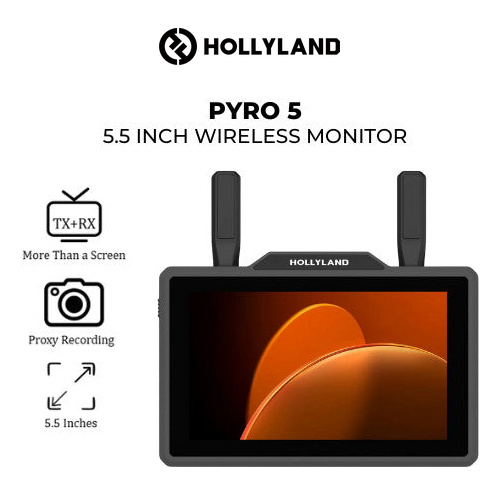 HOLLYLAND
PYRO 5
5.5 INCH WIRELESS MONITOR
TX+RX
More Than a Screen
Proxy Recording
5.5 Inches
HOLLYLAND